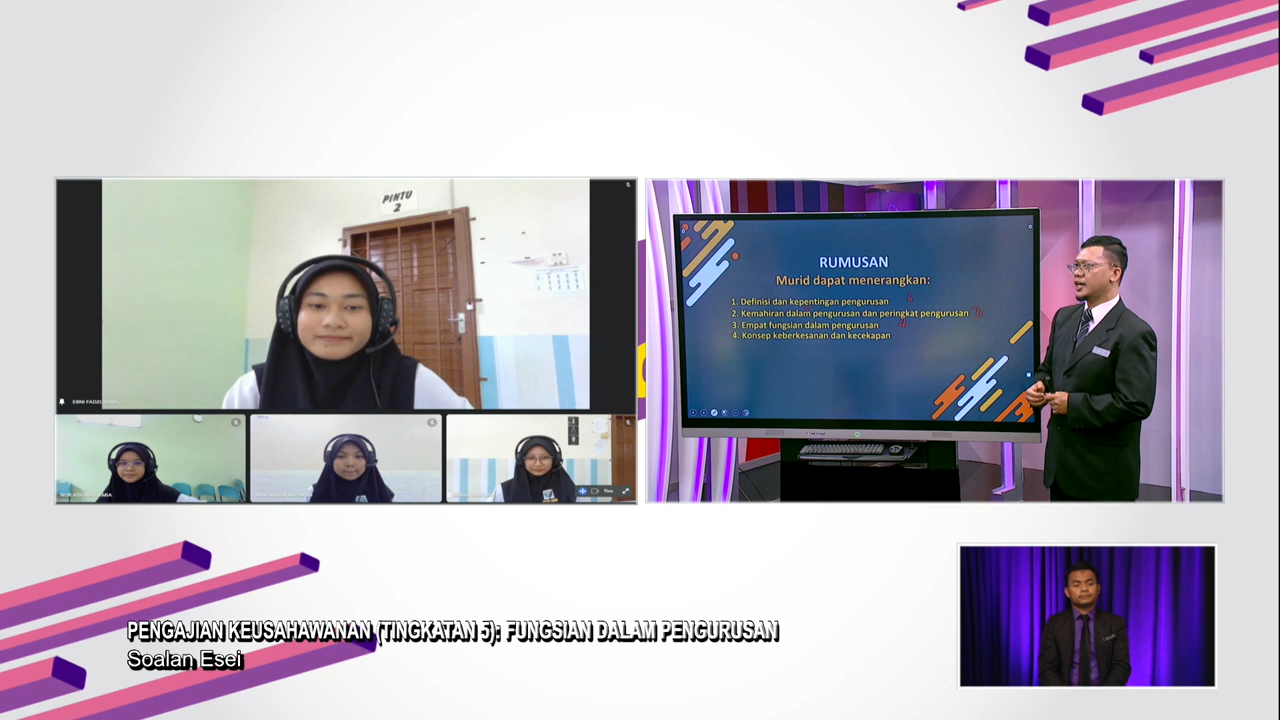 PINTU
2
RUMUSAN
Murid dapat menerangkan:
1. Definisi dan kepentingan pengurusan
2. Kemahiran dalam pengurusan dan peringkat pengurusan
3. Empat fungsian dalam pengurusan
4. Konsep keberkesanan dan kecekapan
You
PENGAJIAN KEUSAHAWANAN (TINGKATAN 5): FUNGSIAN DALAM PENGURUSAN
Soalan Esei